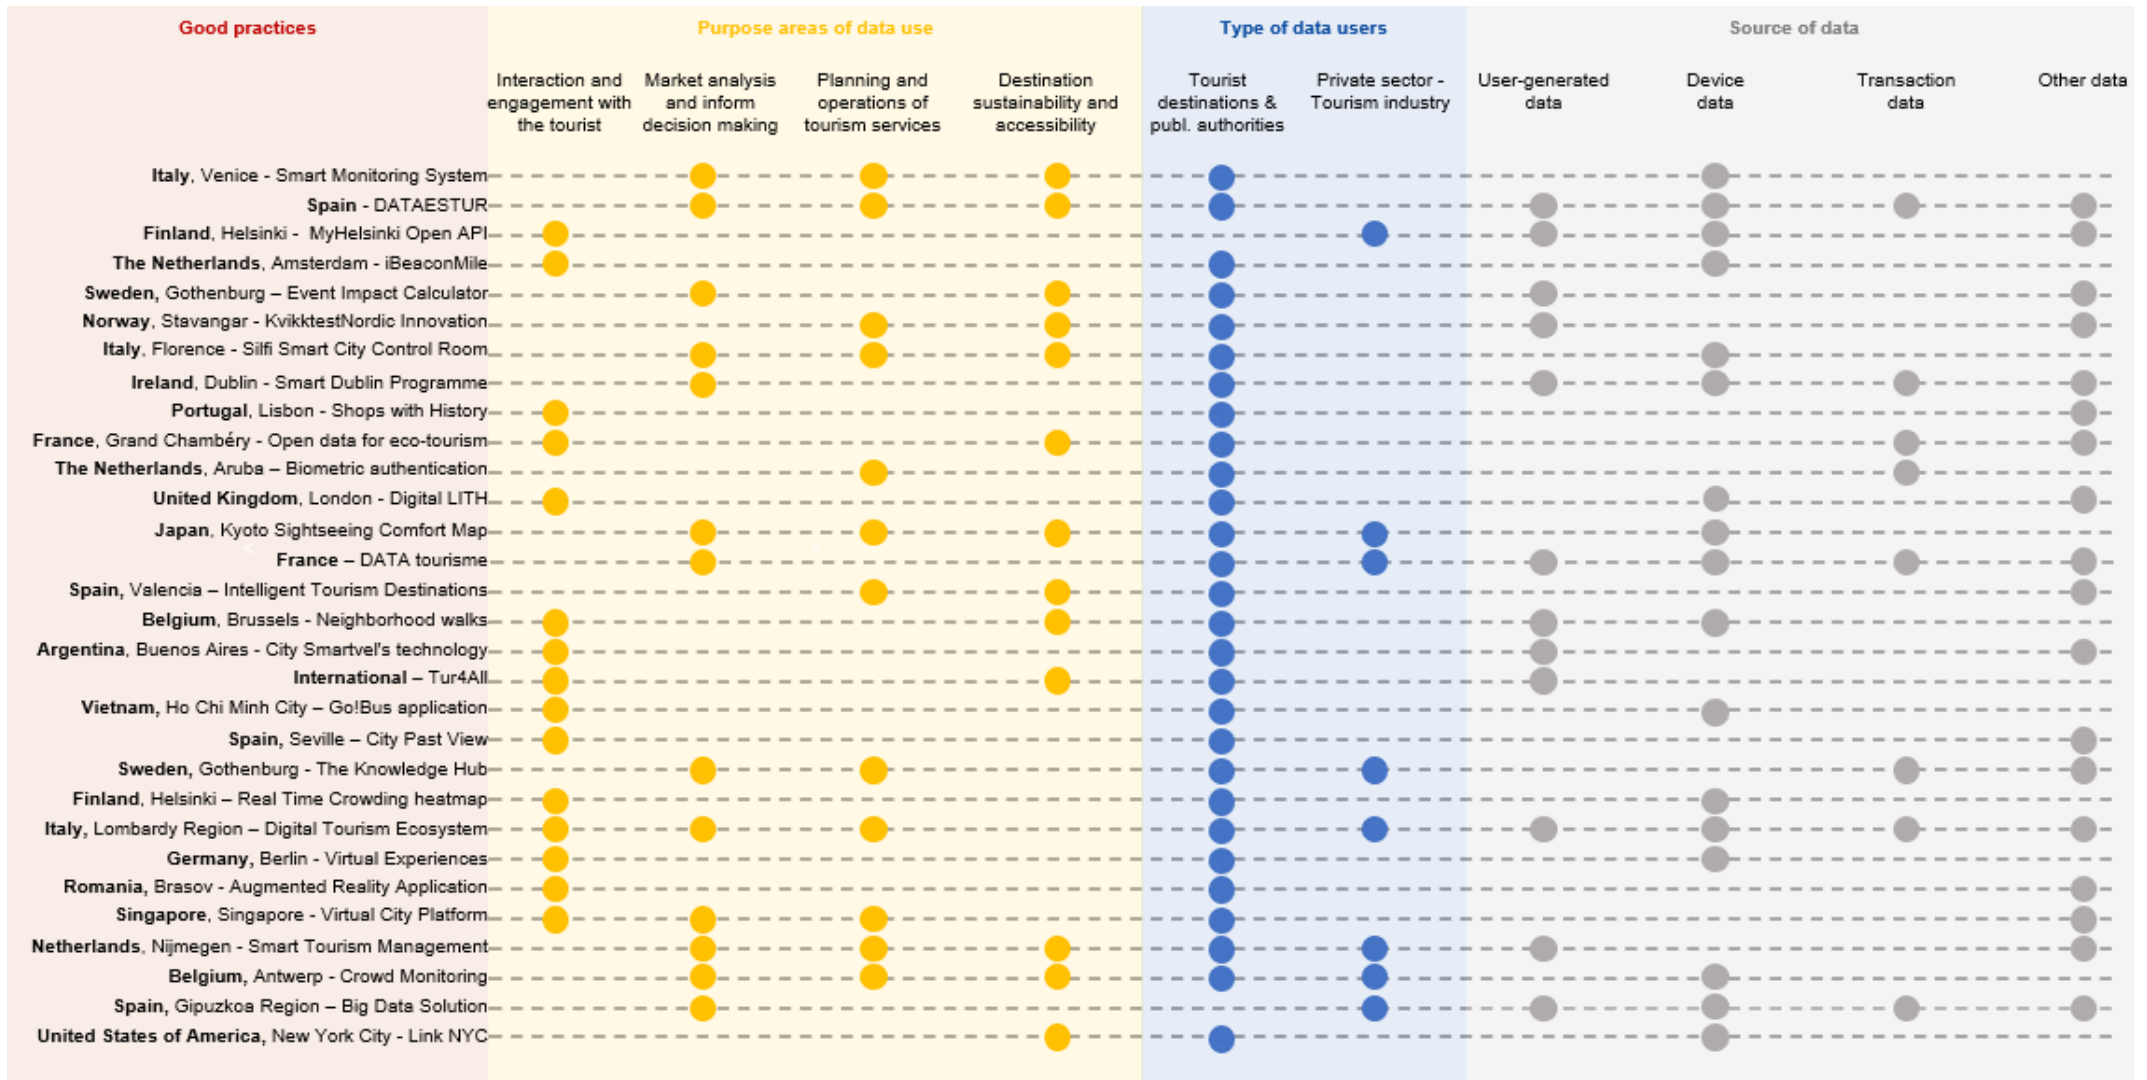 Good practices
Purpose areas of data use
Type of data users
Source of data
Interaction and
engagement with
the tourist
Market analysis
and inform
decision making
Planning and
operations of
tourism services
Destination
sustainability and
accessibility
Tourist
destinations &
publ. authorities
Private sector -
Tourism industry
User-generated
data
Device
data
Transaction
data
Other data
Italy, Venice - Smart Monitoring System
Spain - DATAESTUR
Finland, Helsinki - MyHelsinki Open API
The Netherlands, Amsterdam - iBeaconMile
Sweden, Gothenburg – Event Impact Calculator
Norway, Stavangar - KvikktestNordic Innovation
Italy, Florence - Silfi Smart City Control Room
Ireland, Dublin - Smart Dublin Programme
Portugal, Lisbon - Shops with History
France, Grand Chambéry - Open data for eco-tourism
The Netherlands, Aruba – Biometric authentication
United Kingdom, London - Digital LITH
Japan, Kyoto Sightseeing Comfort Map
France – DATA tourisme
Spain, Valencia – Intelligent Tourism Destinations
Belgium, Brussels - Neighborhood walks
Argentina, Buenos Aires - City Smartvel's technology
International – Tur4All
Vietnam, Ho Chi Minh City – Go!Bus application
Spain, Seville – City Past View
Sweden, Gothenburg - The Knowledge Hub
Finland, Helsinki – Real Time Crowding heatmap
Italy, Lombardy Region – Digital Tourism Ecosystem
Germany, Berlin - Virtual Experiences
Romania, Brasov - Augmented Reality Application
Singapore, Singapore - Virtual City Platform
Netherlands, Nijmegen - Smart Tourism Management
Belgium, Antwerp - Crowd Monitoring
Spain, Gipuzkoa Region – Big Data Solution
United States of America, New York City - Link NYC